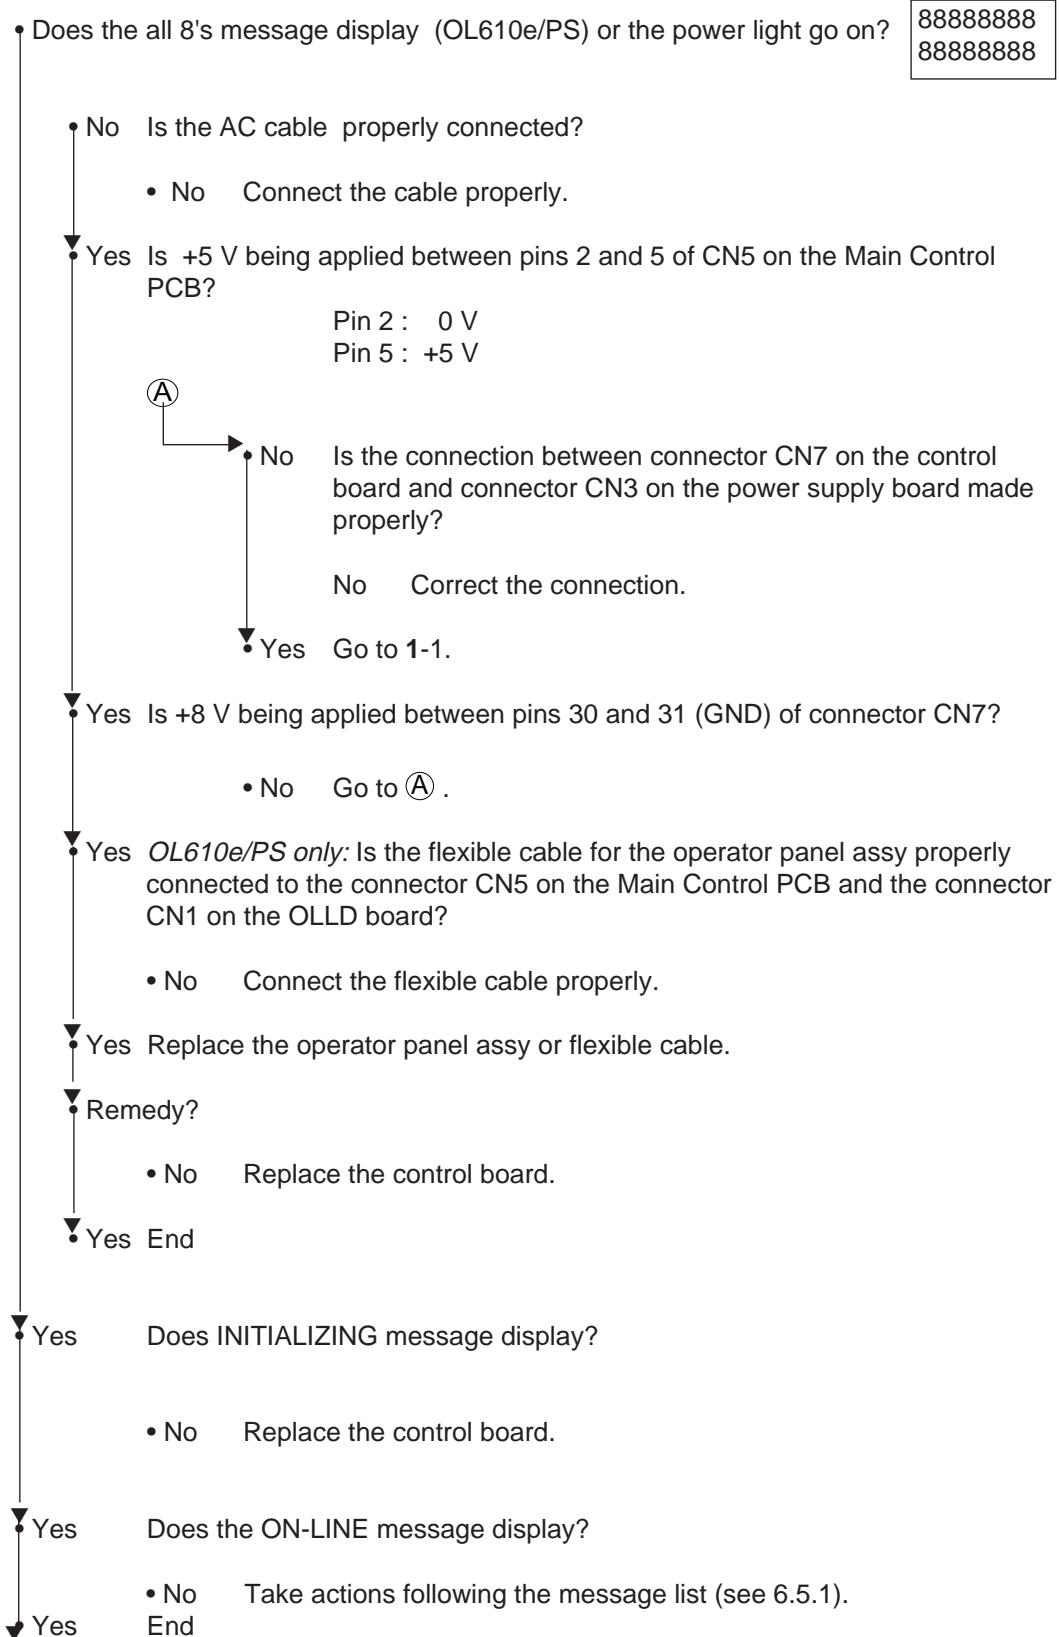 • Does the all 8's message display (OL610e/PS) or the power light go on?
88888888
88888888
• No Is the AC cable properly connected?
• No Connect the cable properly.
• Yes Is +5 V being applied between pins 2 and 5 of CN5 on the Main Control
PCB?
Pin 2 : 0 V
Pin 5 : +5 V
A
• No Is the connection between connector CN7 on the control
board and connector CN3 on the power supply board made
properly?
No Correct the connection.
• Yes Go to 1-1.
• Yes Is +8 V being applied between pins 30 and 31 (GND) of connector CN7?
• No Go to A .
• Yes OL610e/PS only: Is the flexible cable for the operator panel assy properly
connected to the connector CN5 on the Main Control PCB and the connector
CN1 on the OLLD board?
• No Connect the flexible cable properly.
• Yes Replace the operator panel assy or flexible cable.
• Remedy?
• No Replace the control board.
• Yes End
• Yes Does INITIALIZING message display?
• No Replace the control board.
• Yes Does the ON-LINE message display?
• No Take actions following the message list (see 6.5.1).
• Yes End